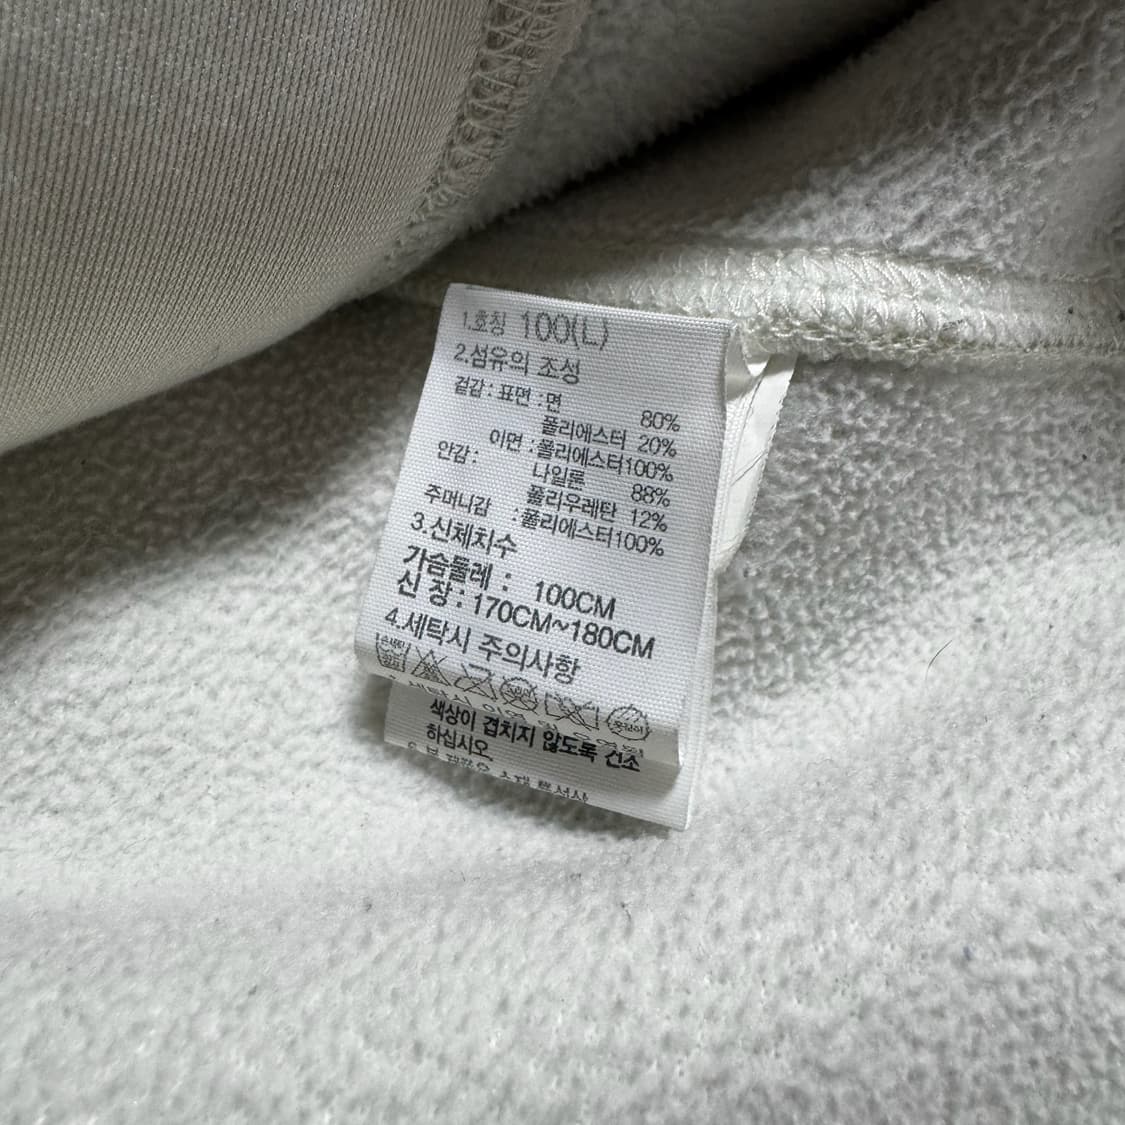 1.호칭 100(L)
2.섬유의 조성
겉감 : 표면 : 면 80%
폴리에스터 20%
이면 : 폴리에스터100%
안감 : 나일론 88%
폴리우레탄 12%
주머니감 : 폴리에스터100%
3.신체치수
가슴둘레 : 100CM
신 장 : 170CM~180CM
4.세탁시 주의사항
손세탁
색상이 겹치지 않도록 건조
하십시오.